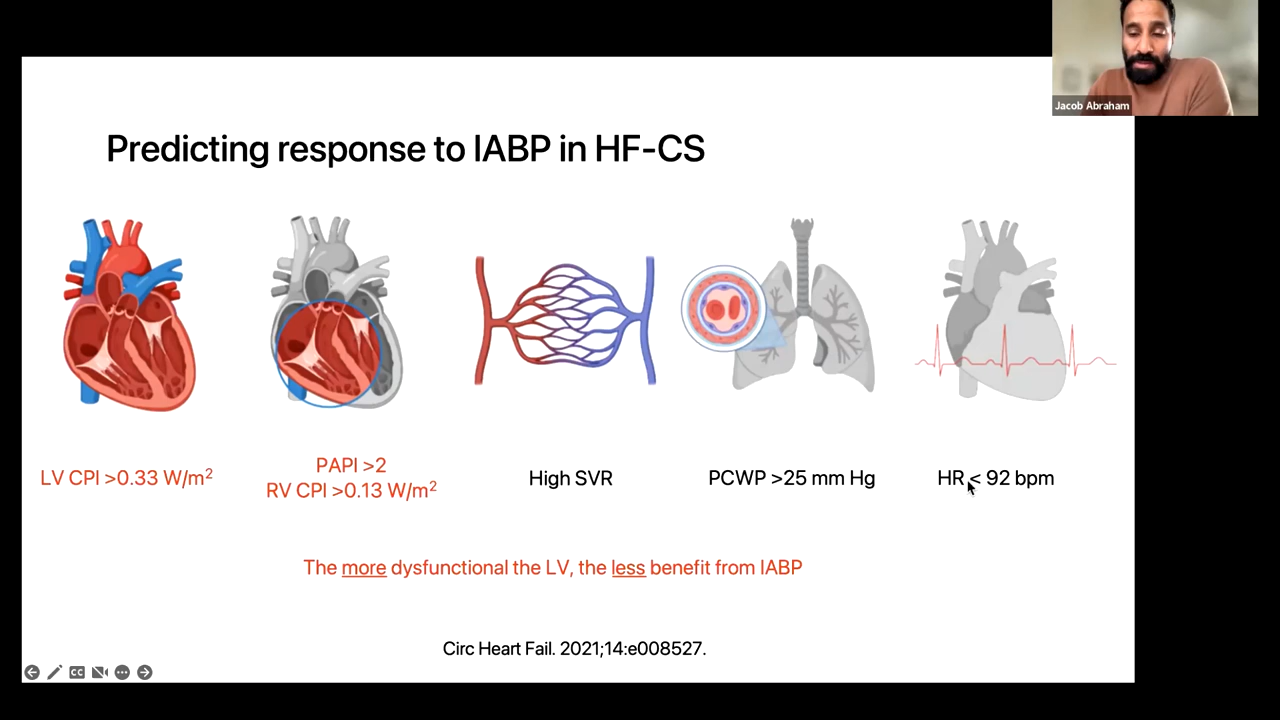 Jacob Abraham
Predicting response to IABP in HF-CS
LV CPI >0.33 W/m²
PAPI >2
RV CPI >0.13 W/m²
High SVR
PCWP >25 mm Hg
HR < 92 bpm
The more dysfunctional the LV, the less benefit from IABP
Circ Heart Fail. 2021;14:e008527.
CC